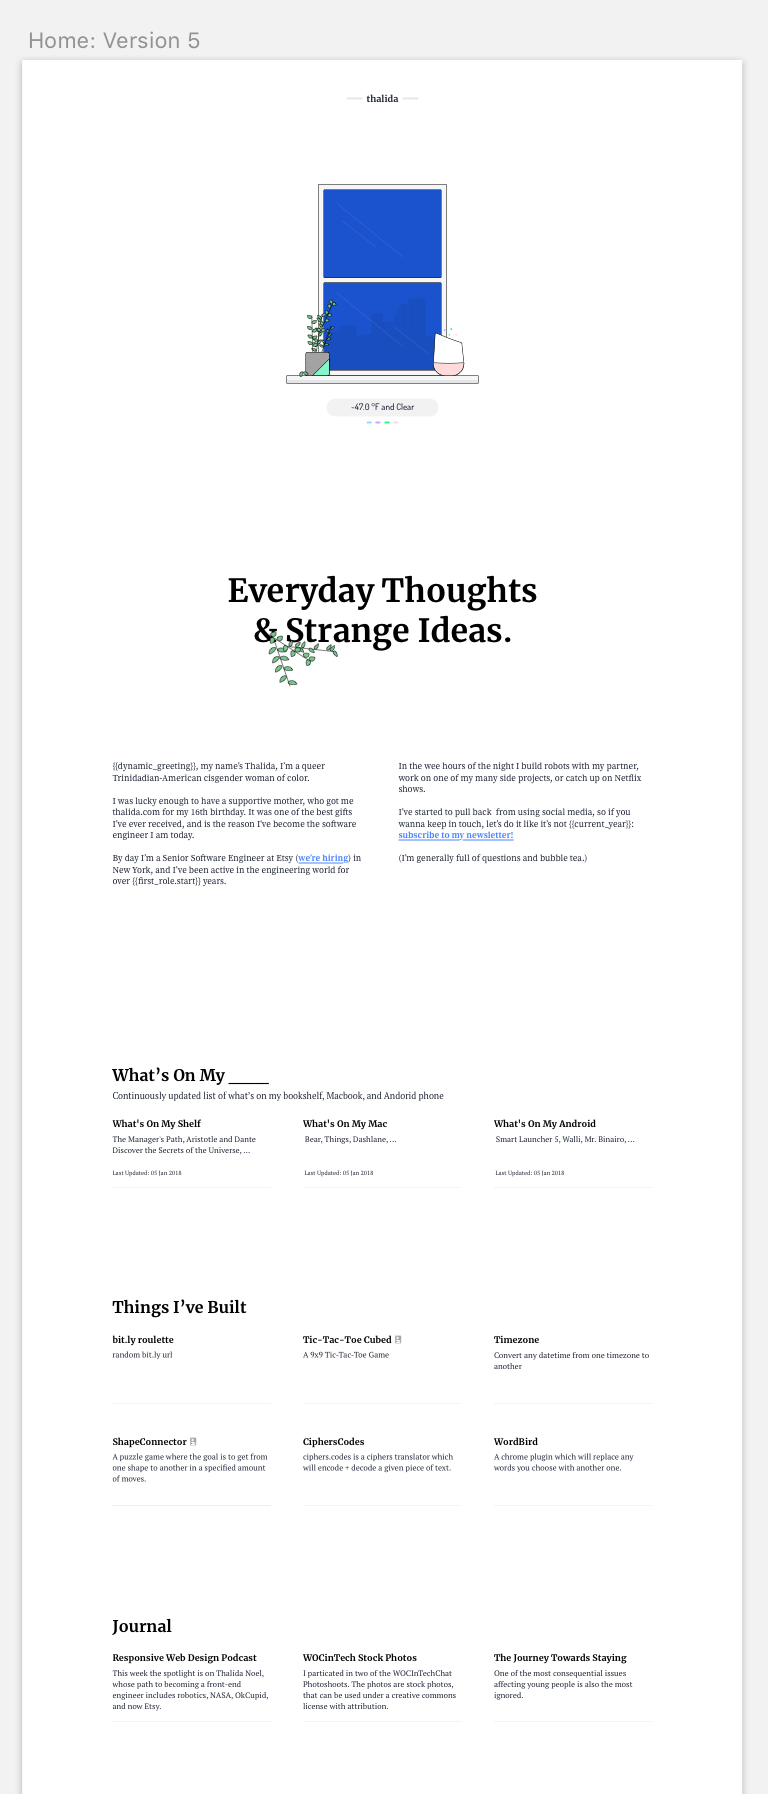 Home: Version 5
thalida
-47.0 °F and Clear
Everyday Thoughts
& Strange Ideas.
{{dynamic_greeting}}, my name's Thalida, I'm a queer
Trinidadian-American cisgender woman of color.
I was lucky enough to have a supportive mother, who got me
thalida.com for my 16th birthday. It was one of the best gifts
I've ever received, and is the reason I've become the software
engineer I am today.
By day I'm a Senior Software Engineer at Etsy (we're hiring) in
New York, and I've been active in the engineering world for
over {{first_role.start}} years.
In the wee hours of the night I build robots with my partner,
work on one of my many side projects, or catch up on Netflix
shows.
I've started to pull back  from using social media, so if you
wanna keep in touch, let's do it like it's not {{current_year}}:
subscribe to my newsletter!
(I'm generally full of questions and bubble tea.)
What's On My ____
Continuously updated list of what's on my bookshelf, Macbook, and Andorid phone
What's On My Shelf
The Manager's Path, Aristotle and Dante
Discover the Secrets of the Universe, ...
Last Updated: 05 Jan 2018
What's On My Mac
Bear, Things, Dashlane, ...
Last Updated: 05 Jan 2018
What's On My Android
Smart Launcher 5, Walli, Mr. Binairo, ...
Last Updated: 05 Jan 2018
Things I've Built
bit.ly roulette
random bit.ly url
Tic-Tac-Toe Cubed
A 9x9 Tic-Tac-Toe Game
Timezone
Convert any datetime from one timezone to
another
ShapeConnector
A puzzle game where the goal is to get from
one shape to another in a specified amount
of moves.
CiphersCodes
ciphers.codes is a ciphers translator which
will encode + decode a given piece of text.
WordBird
A chrome plugin which will replace any
words you choose with another one.
Journal
Responsive Web Design Podcast
This week the spotlight is on Thalida Noel,
whose path to becoming a front-end
engineer includes robotics, NASA, OkCupid,
and now Etsy.
WOCinTech Stock Photos
I particated in two of the WOCInTechChat
Photoshoots. The photos are stock photos,
that can be used under a creative commons
license with attribution.
The Journey Towards Staying
One of the most consequential issues
affecting young people is also the most
ignored.